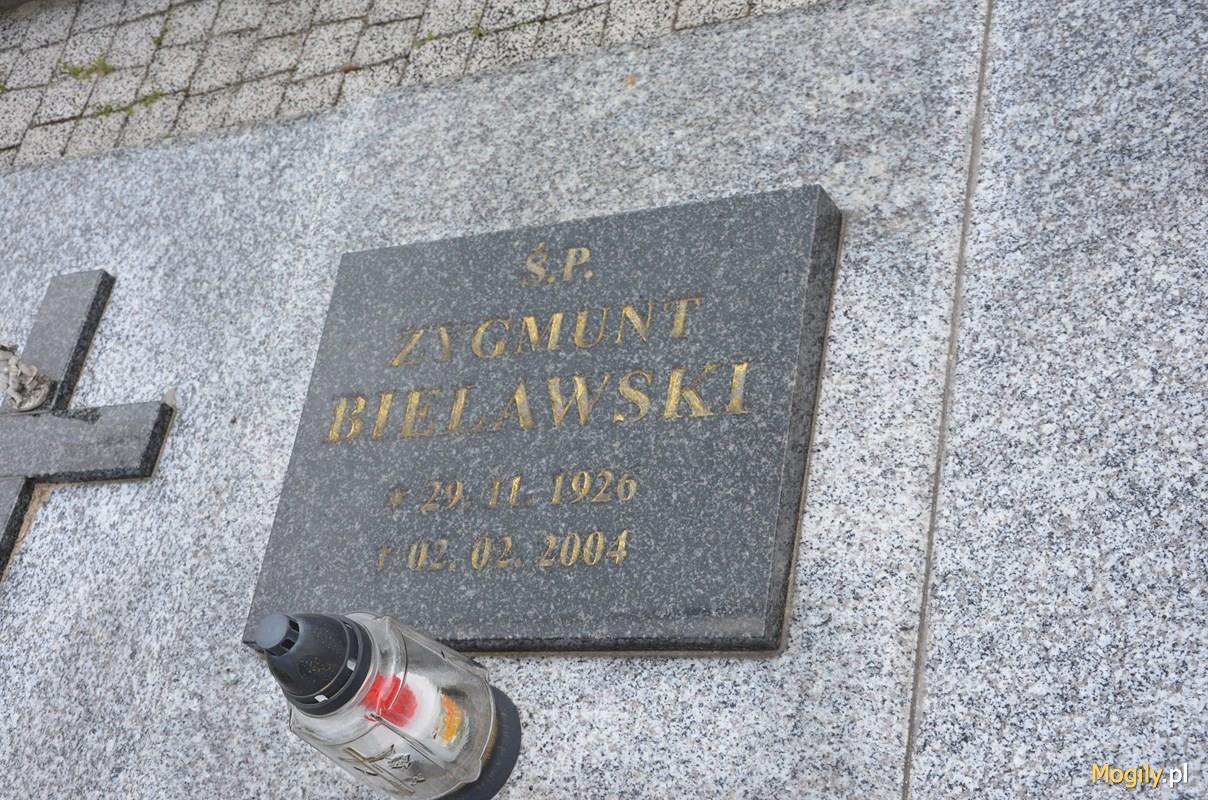 Ś.P.
ZYGMUNT
BIELAWSKI
* 29. 11. 1926
† 02. 02. 2004
Mogily.pl